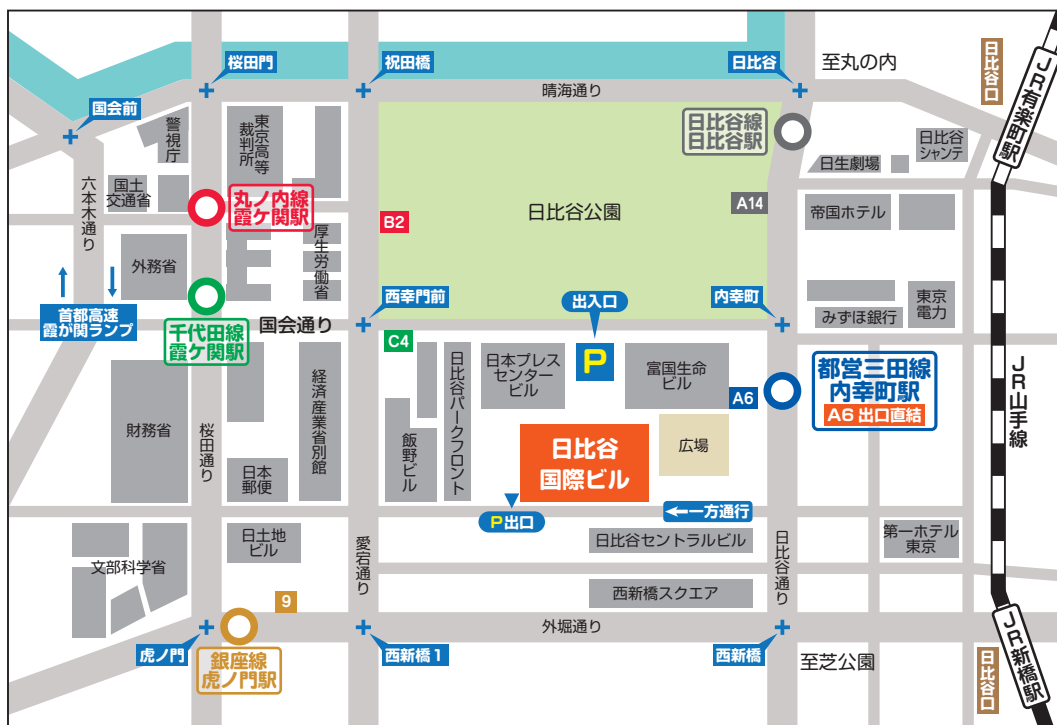 桜田門
祝田橋
日比谷
至丸の内
日比谷口
JR有楽町駅
国会前
晴海通り
警視庁
東京高等
裁判所
日比谷線
日比谷駅
日生劇場
日比谷
シャンテ
六本木通り
国土
交通省
丸ノ内線
霞ケ関駅
B2
日比谷公園
A14
帝国ホテル
外務省
厚生労働省
首都高速
霞が関ランプ
千代田線
霞ケ関駅
国会通り
西幸門前
出入口
内幸町
みずほ銀行
東京
電力
C4
P
財務省
桜田通り
経済産業省別館
日比谷パークフロント
日本プレス
センター
ビル
富国生命
ビル
A6
都営三田線
内幸町駅
A6 出口直結
JR山手線
飯野ビル
日比谷
国際ビル
広場
日本
郵便
P出口
←一方通行
日土地
ビル
文部科学省
愛宕通り
日比谷セントラルビル
日比谷通り
第一ホテル
東京
西新橋スクエア
9
外堀通り
虎ノ門
銀座線
虎ノ門駅
西新橋1
西新橋
至芝公園
日比谷口
JR新橋駅